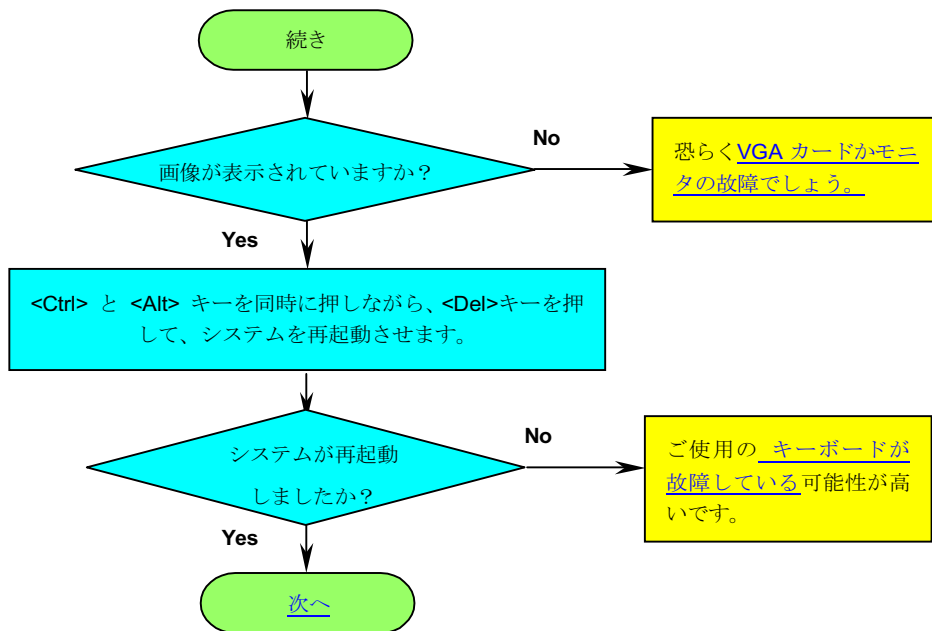 続き
画像が表示されていますか？
No
恐らくVGA カードかモニ
タの故障でしょう。
Yes
<Ctrl> と <Alt> キーを同時に押しながら、<Del>キーを押
して、システムを再起動させます。
システムが再起動
しましたか？
No
ご使用の キーボードが
故障している可能性が高
いです。
Yes
次へ